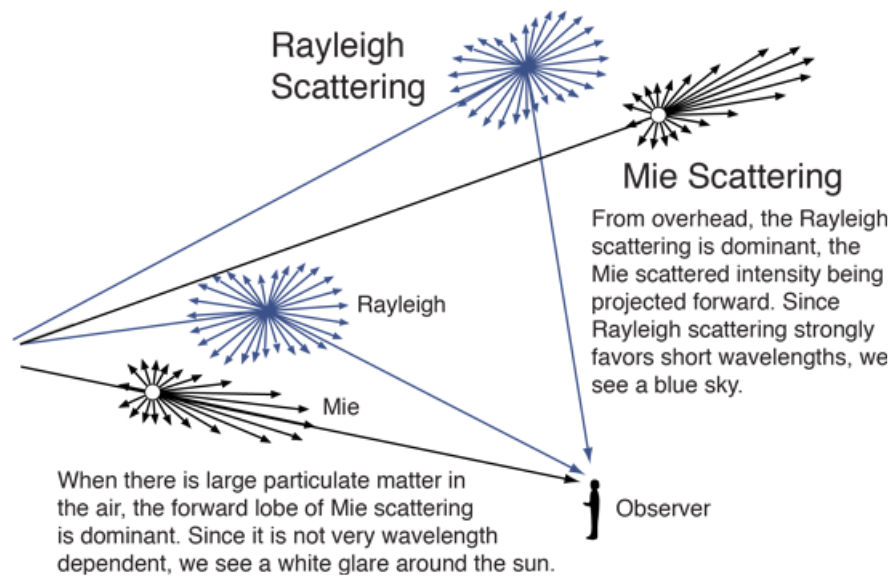 Rayleigh
Scattering
Mie Scattering
From overhead, the Rayleigh
scattering is dominant, the
Mie scattered intensity being
projected forward. Since
Rayleigh scattering strongly
favors short wavelengths, we
see a blue sky.
Rayleigh
Mie
When there is large particulate matter in
the air, the forward lobe of Mie scattering
is dominant. Since it is not very wavelength
dependent, we see a white glare around the sun.
Observer